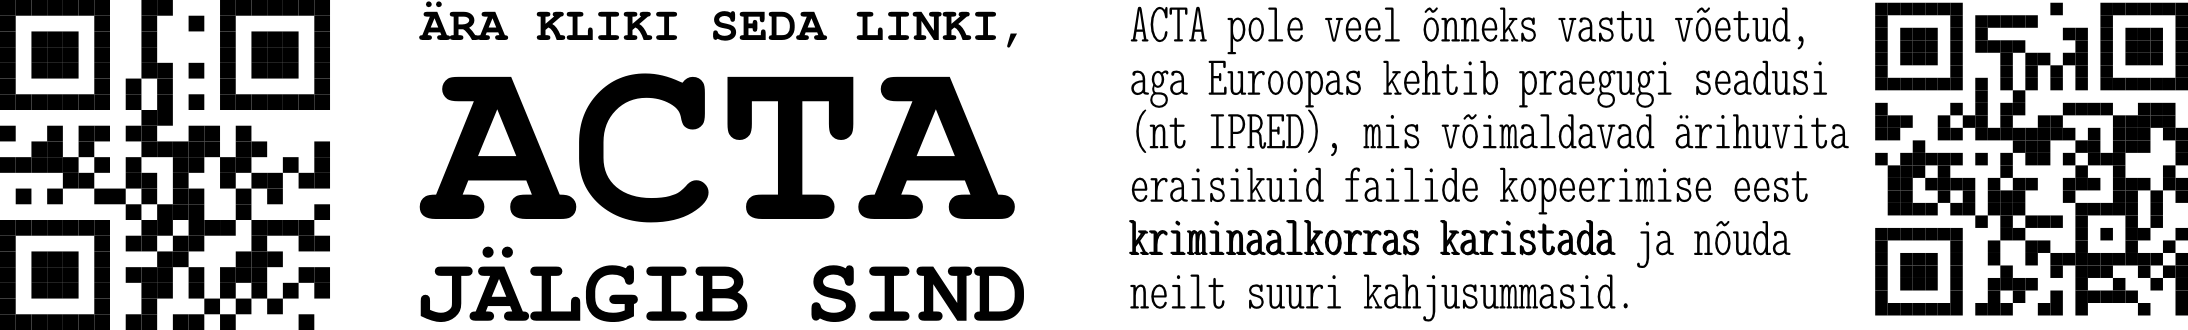 ÄRA KLIKI SEDA LINKI,
ACTA
JÄLGIB SIND
ACTA pole veel õnneks vastu võetud,
aga Euroopas kehtib praegugi seadusi
(nt IPRED), mis võimaldavad ärihuvita
eraisikuid failide kopeerimise eest
kriminaalkorras karistada ja nõuda
neilt suuri kahjusummasid.